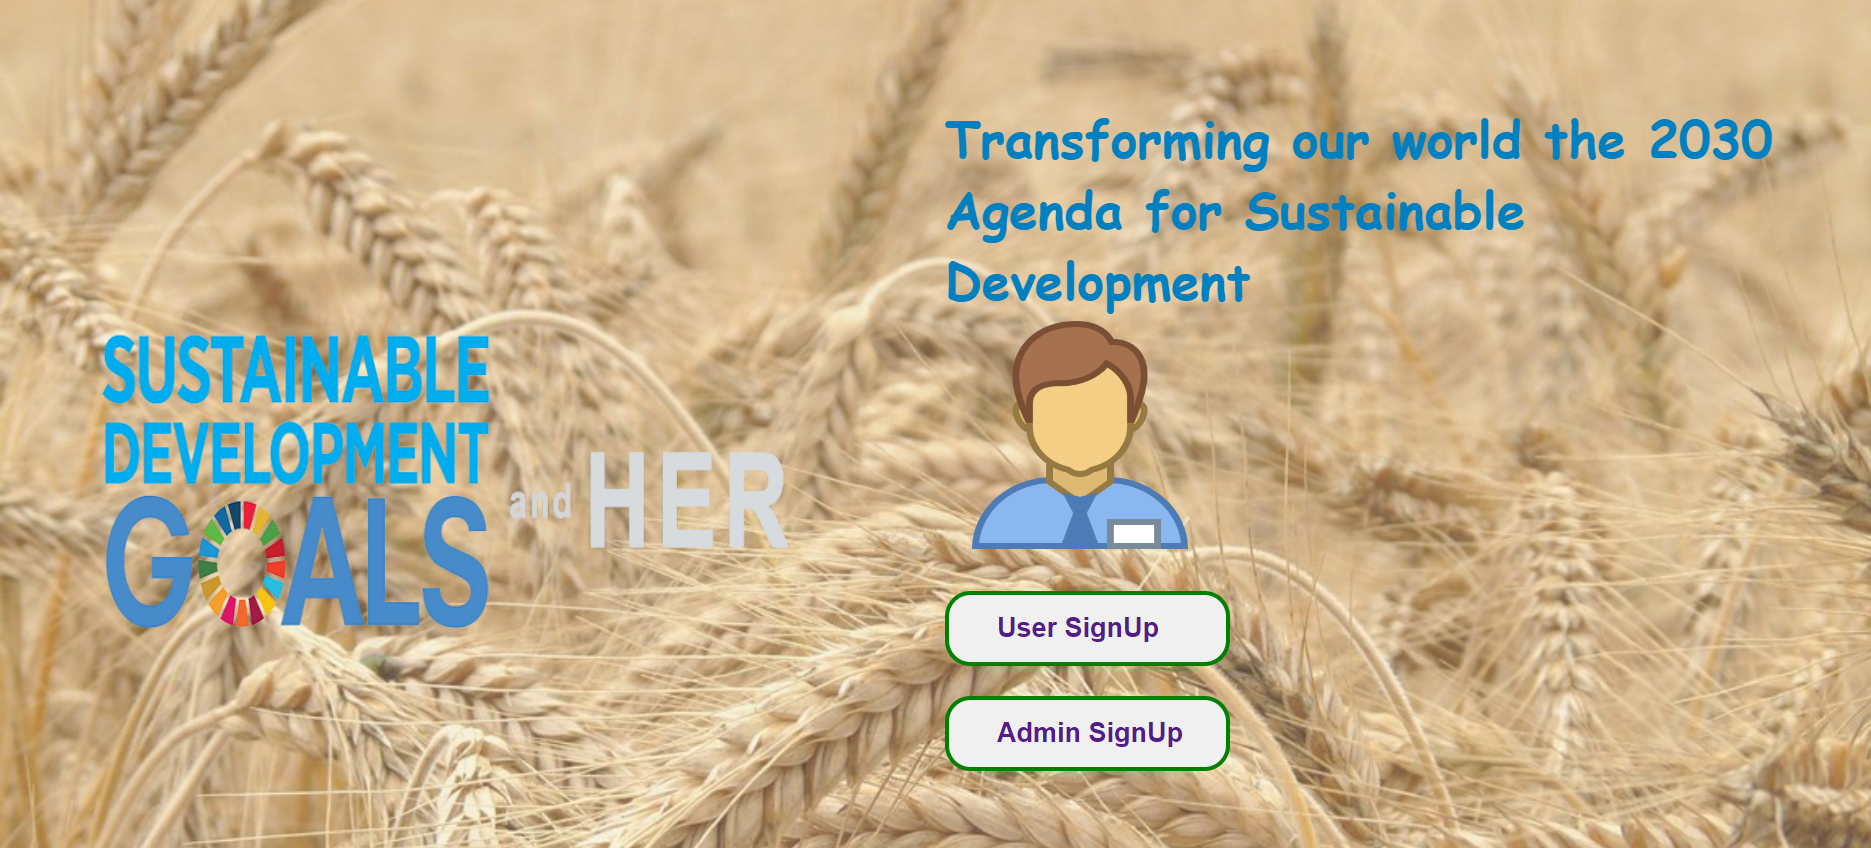 Transforming our world the 2030
Agenda for Sustainable
Development
SUSTAINABLE
DEVELOPMENT
GOALS and HER
User SignUp
Admin SignUp